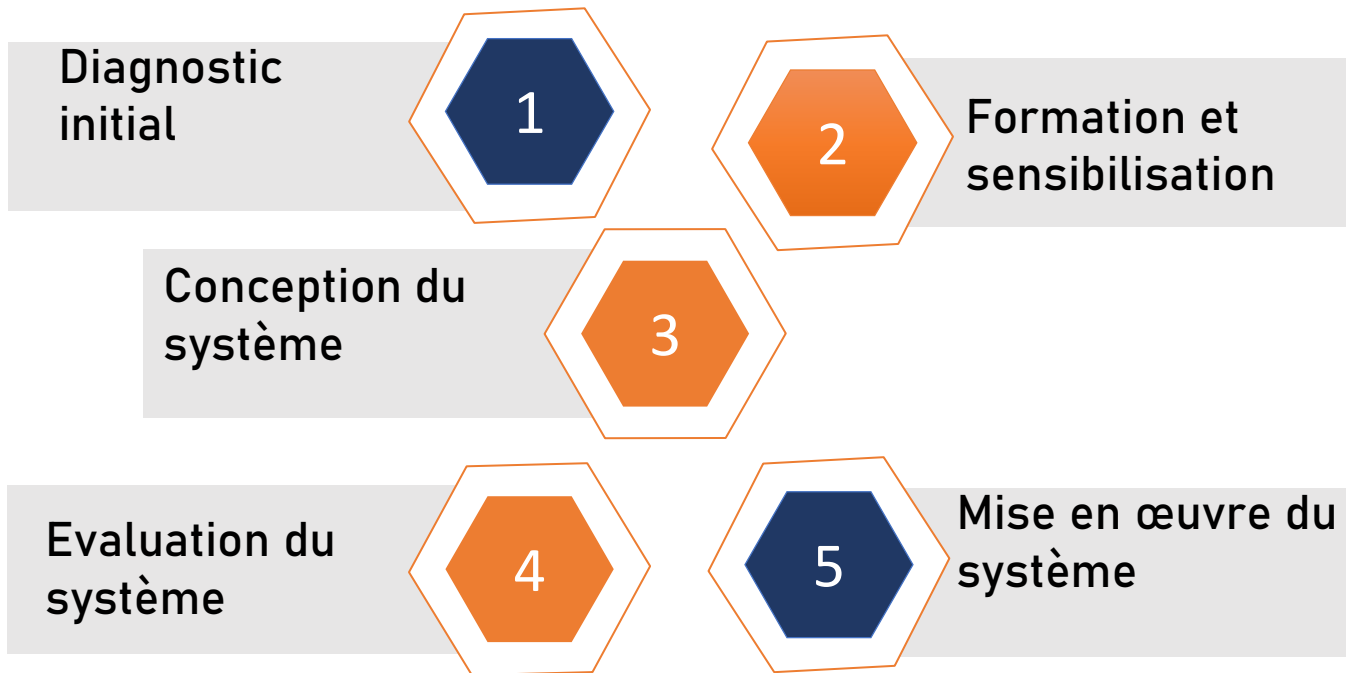 Diagnostic
initial
1
2
Formation et
sensibilisation
Conception du
système
3
Evaluation du
système
4
5
Mise en œuvre du
système